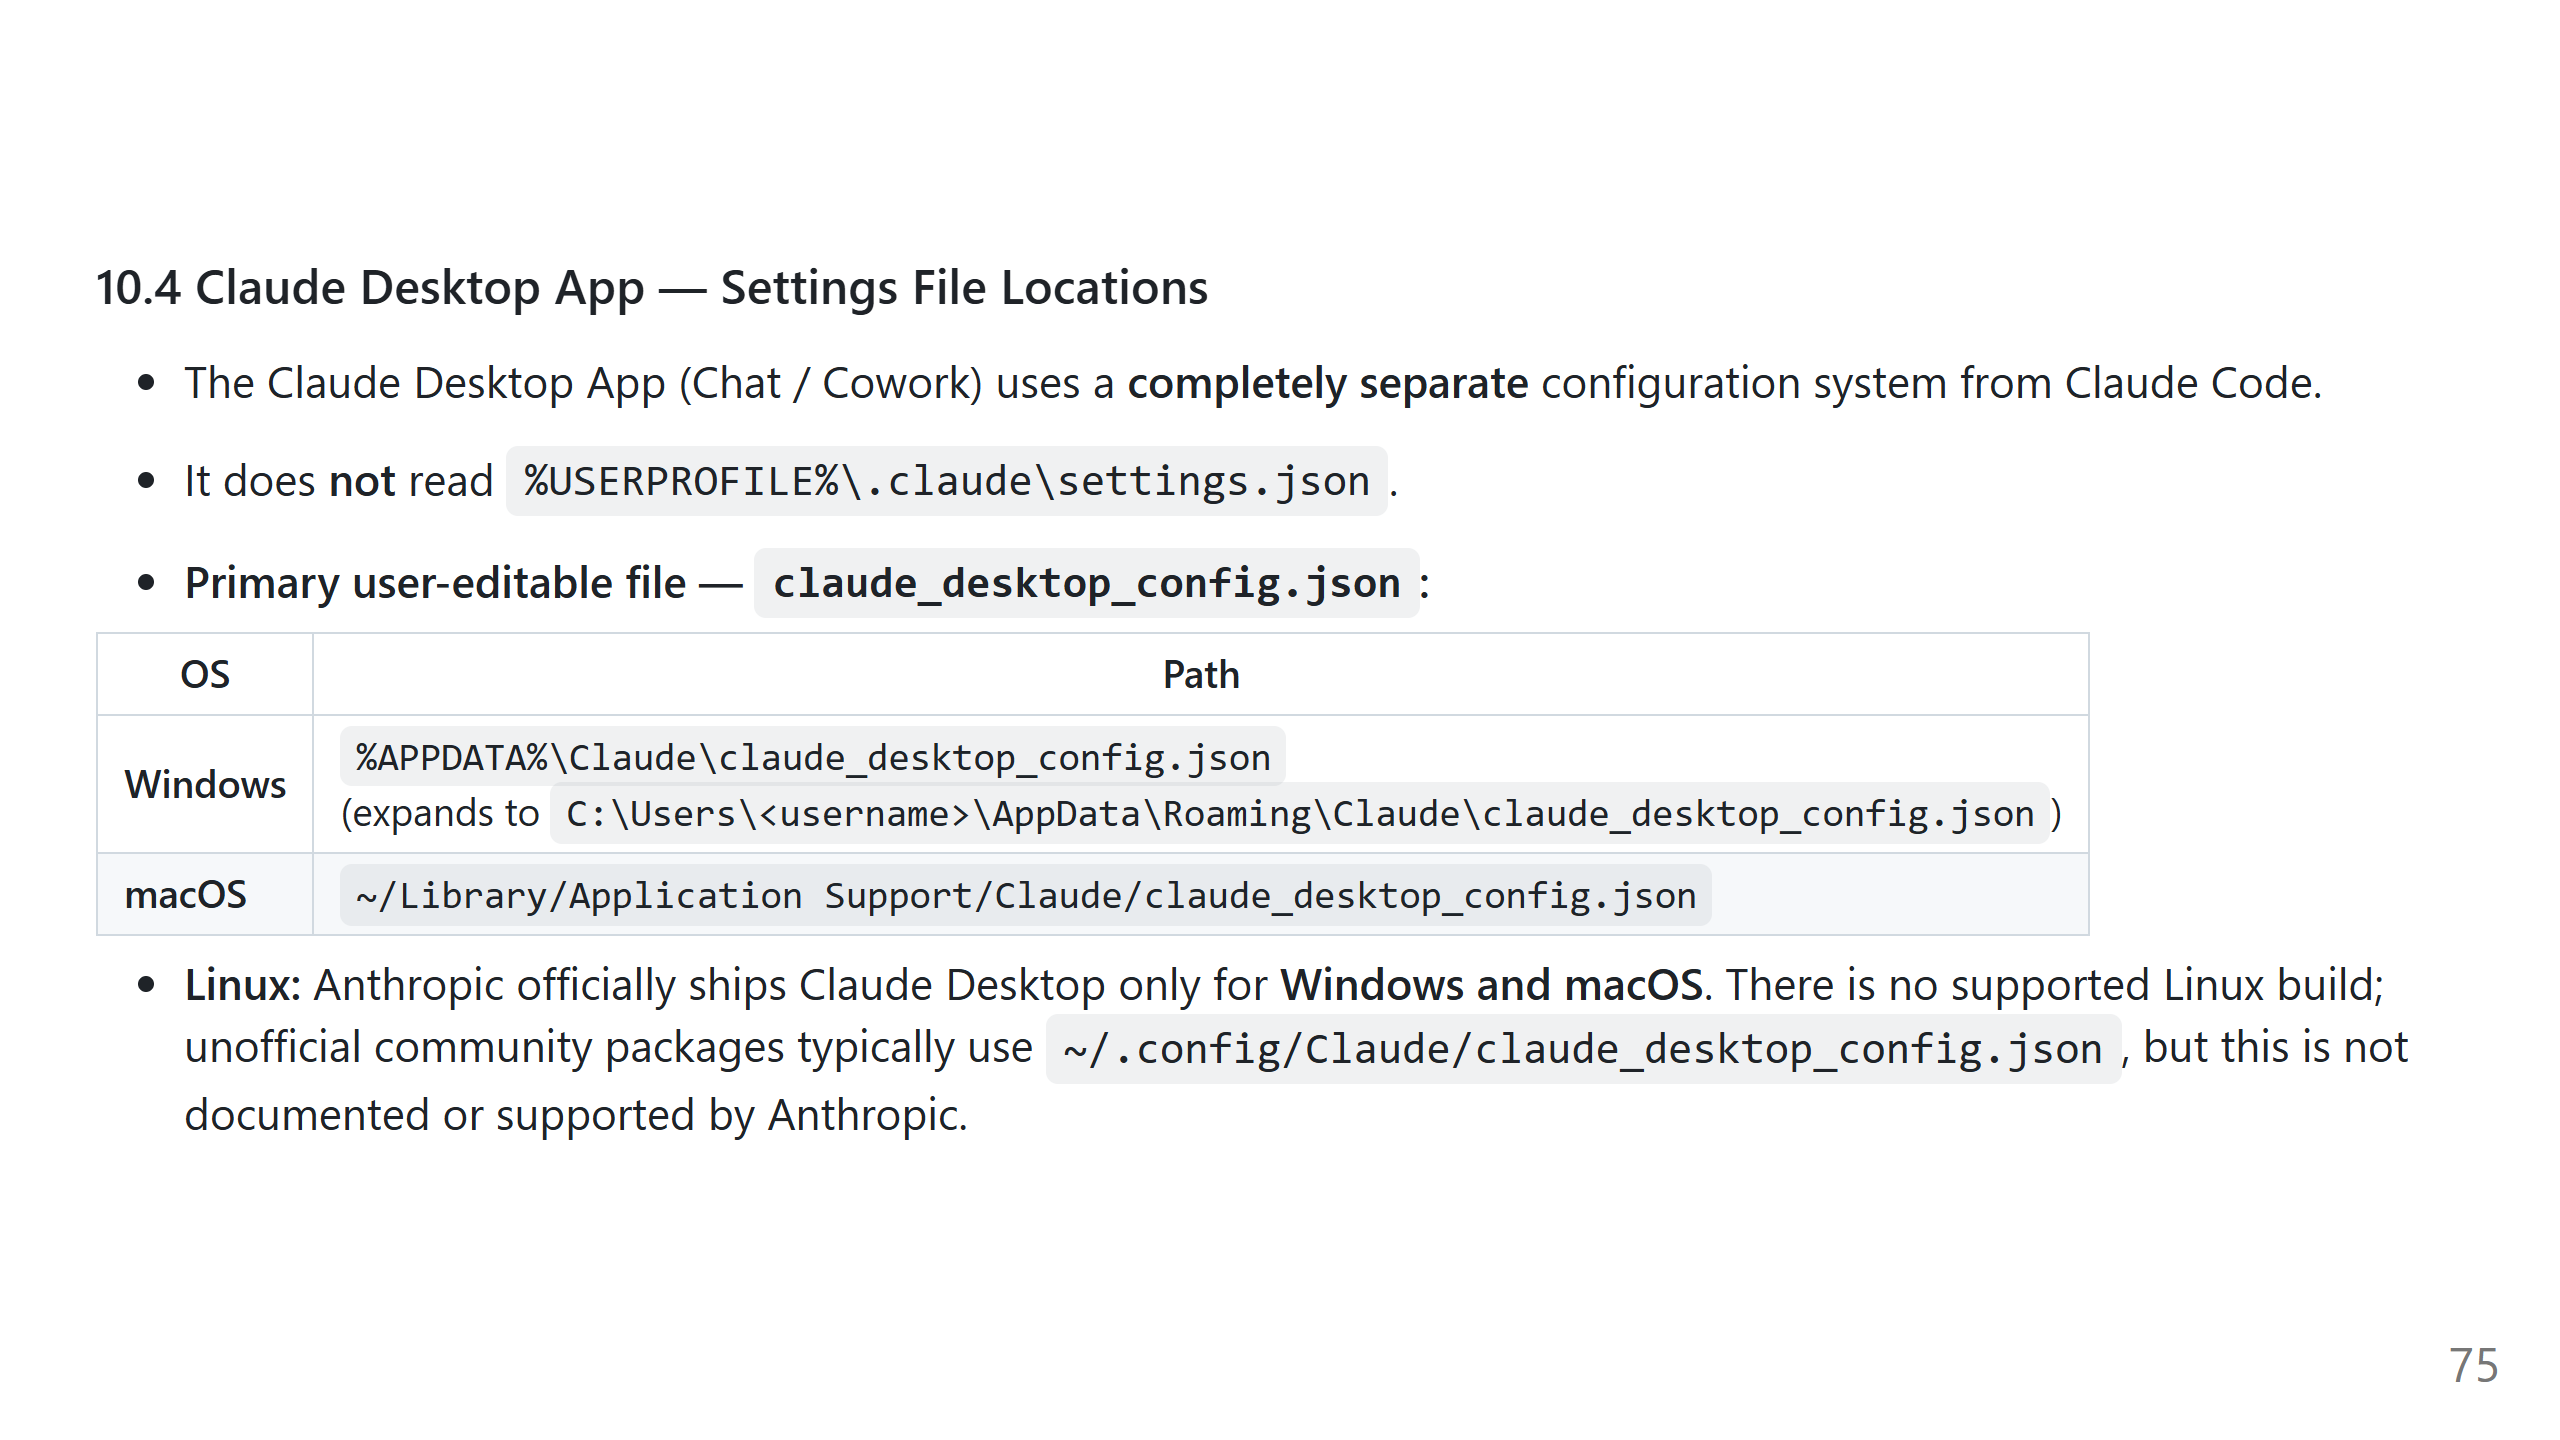 10.4 Claude Desktop App — Settings File Locations
• The Claude Desktop App (Chat / Cowork) uses a completely separate configuration system from Claude Code.
• It does not read %USERPROFILE%\.claude\settings.json.
• Primary user-editable file — claude_desktop_config.json:
OS Path
Windows %APPDATA%\Claude\claude_desktop_config.json
(expands to C:\Users\<username>\AppData\Roaming\Claude\claude_desktop_config.json)
macOS ~/Library/Application Support/Claude/claude_desktop_config.json
• Linux: Anthropic officially ships Claude Desktop only for Windows and macOS. There is no supported Linux build;
unofficial community packages typically use ~/.config/Claude/claude_desktop_config.json, but this is not
documented or supported by Anthropic.
75